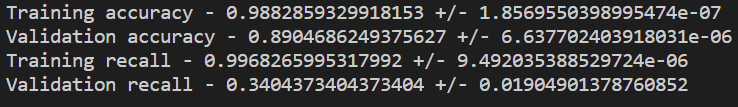 Training accuracy - 0.9882859329918153 +/- 1.8569550398995474e-07
Validation accuracy - 0.8904686249375627 +/- 6.637702403918031e-06
Training recall - 0.9968265995317992 +/- 9.492035388529724e-06
Validation recall - 0.3404373404373404 +/- 0.01904901378760852